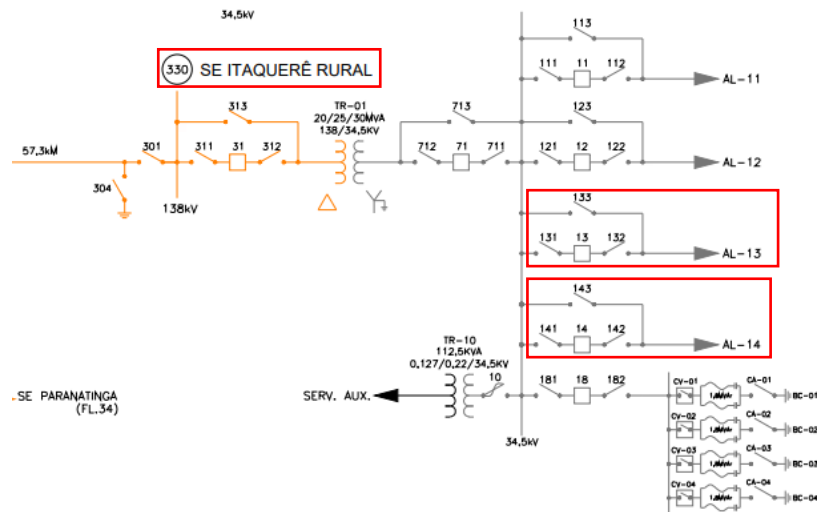 34,5kV
113
330 SE ITAQUERÊ RURAL
111 11 112
AL-11
TR-01
20/25/30MVA
138/34,5KV
313
713
123
57,3kM
301
311 31 312
712 71 711
121 12 122
AL-12
304
138kV
133
131 13 132
AL-13
143
141 14 142
AL-14
TR-10
112,5KVA
0,127/0,22/34,5KV
10
181 18 182
SE PARANATINGA
(FL.34)
SERV. AUX.
34,5kV
CV-01 CA-01
BC-01
CV-02 CA-02
BC-02
CV-03 CA-03
BC-03
CV-04 CA-04
BC-04